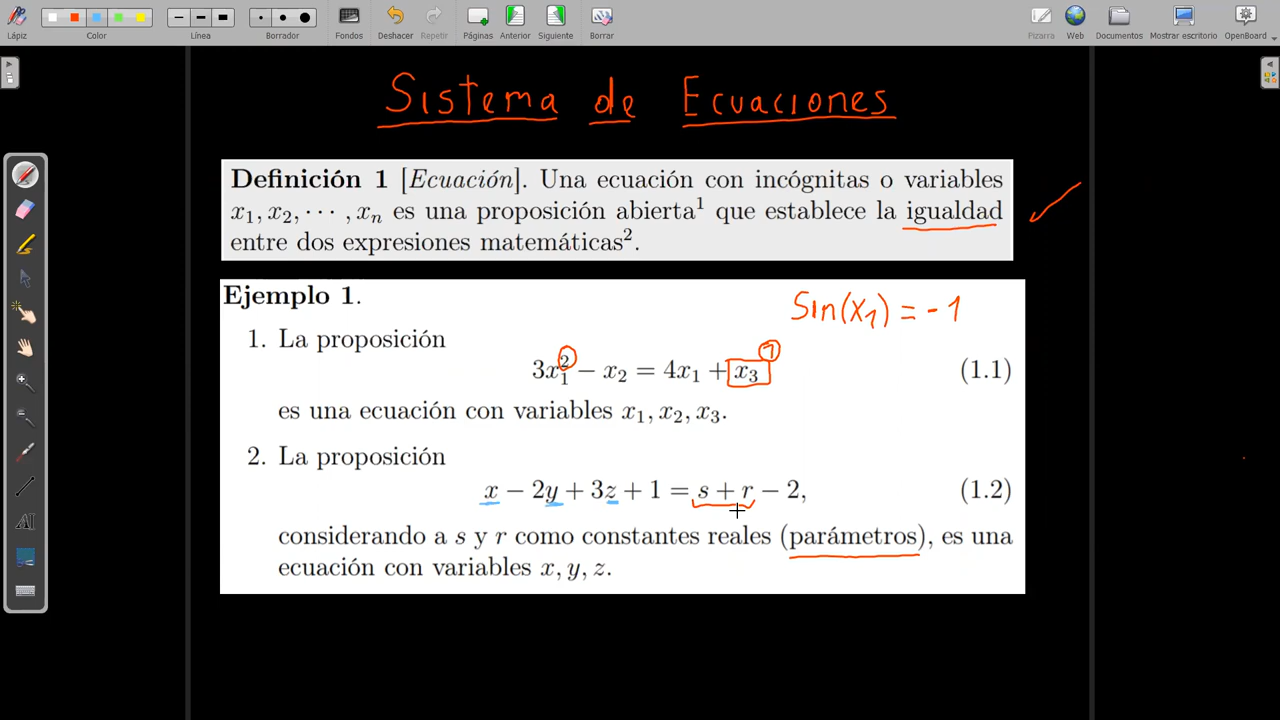 Lápiz Color Línea Borrador Fondos Deshacer Repetir Páginas Anterior Siguiente Borrar Pizarra Web Documentos Mostrar escritorio OpenBoard
Sistema de Ecuaciones
Definición 1 [Ecuación]. Una ecuación con incógnitas o variables
x₁, x₂, ⋯ , xₙ es una proposición abierta¹ que establece la igualdad
entre dos expresiones matemáticas².
Ejemplo 1.
Sin(x₁) = -1
1. La proposición
1
3x₁² − x₂ = 4x₁ + x₃ (1.1)
es una ecuación con variables x₁, x₂, x₃.
2. La proposición
x − 2y + 3z + 1 = s + r − 2, (1.2)
considerando a s y r como constantes reales (parámetros), es una
ecuación con variables x, y, z.